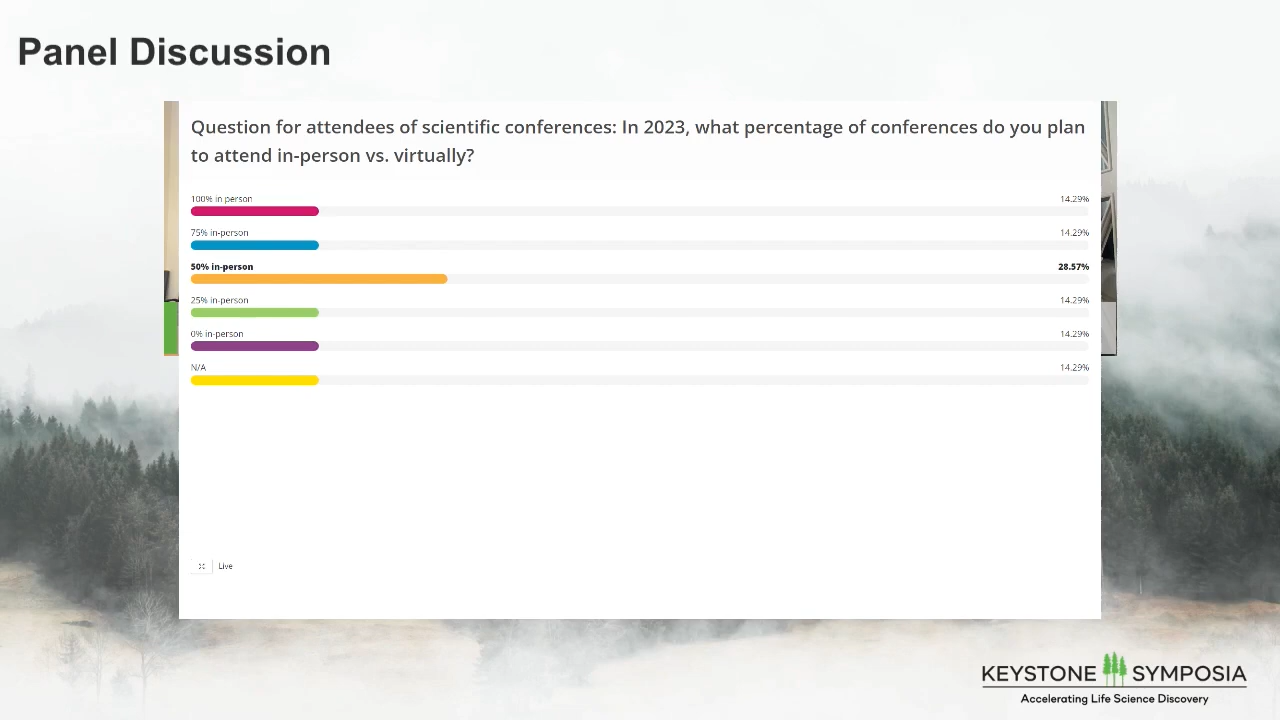 Panel Discussion
Question for attendees of scientific conferences: In 2023, what percentage of conferences do you plan
to attend in-person vs. virtually?
100% in person 14.29%
75% in-person 14.29%
50% in-person 28.57%
25% in-person 14.29%
0% in-person 14.29%
N/A 14.29%
Live
KEYSTONE SYMPOSIA
Accelerating Life Science Discovery